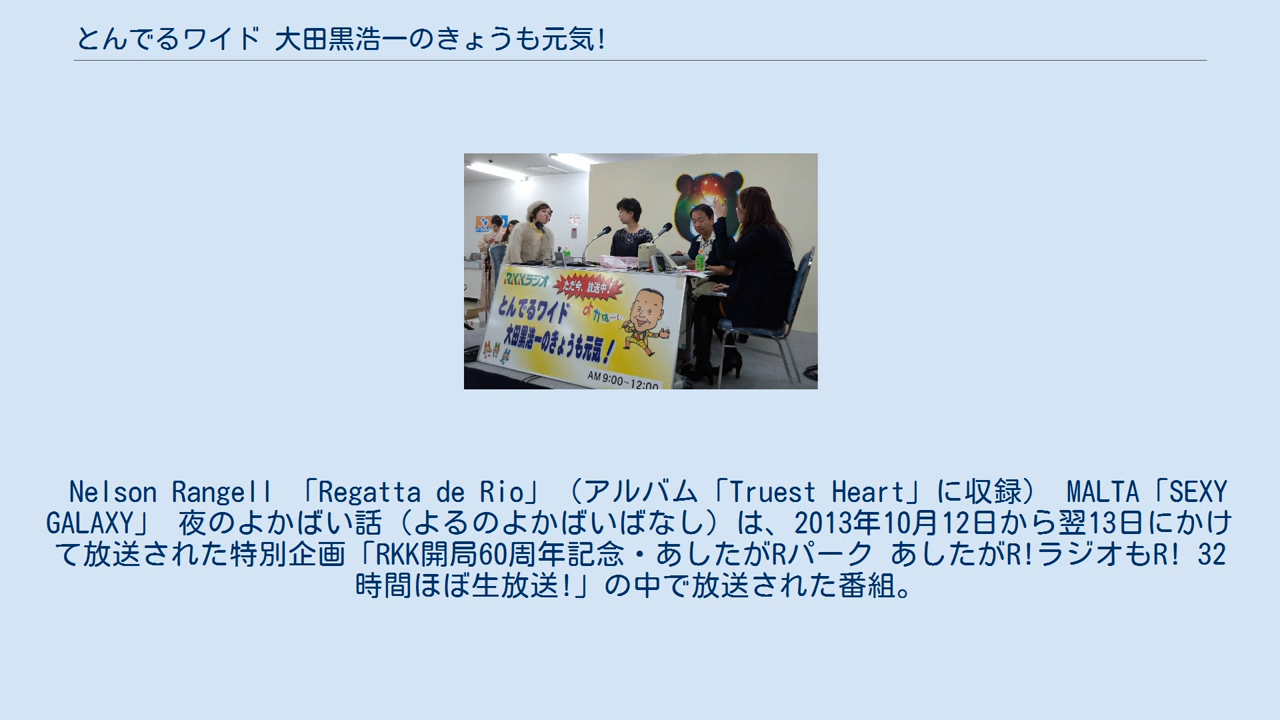 とんでるワイド 大田黒浩一のきょうも元気!
RKKラジオ
ただ今、放送中!
とんでるワイド
よかばーい
大田黒浩一のきょうも元気!
AM9:00~12:00
Nelson Rangell 「Regatta de Rio」（アルバム「Truest Heart」に収録） MALTA「SEXY
GALAXY」 夜のよかばい話（よるのよかばいばなし）は、2013年10月12日から翌13日にかけ
て放送された特別企画「RKK開局60周年記念・あしたがRパーク あしたがR!ラジオもR! 32
時間ほぼ生放送!」の中で放送された番組。